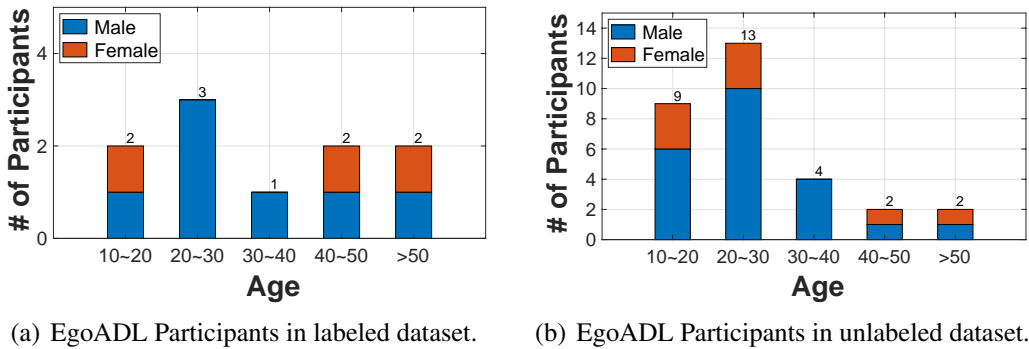 Male
Female
# of Participants
4
2
0
2
3
1
2
2
10~20 20~30 30~40 40~50 >50
Age
(a) EgoADL Participants in labeled dataset.
Male
Female
# of Participants
14
12
10
8
6
4
2
0
9
13
4
2
2
10~20 20~30 30~40 40~50 >50
Age
(b) EgoADL Participants in unlabeled dataset.